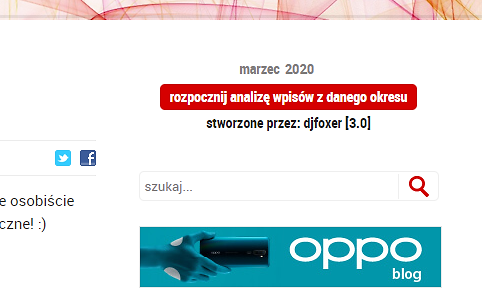 marzec 2020
rozpocznij analizę wpisów z danego okresu
stworzone przez: djfoxer [3.0]
szukaj...
e osobiście
czne! :)
oppo
blog